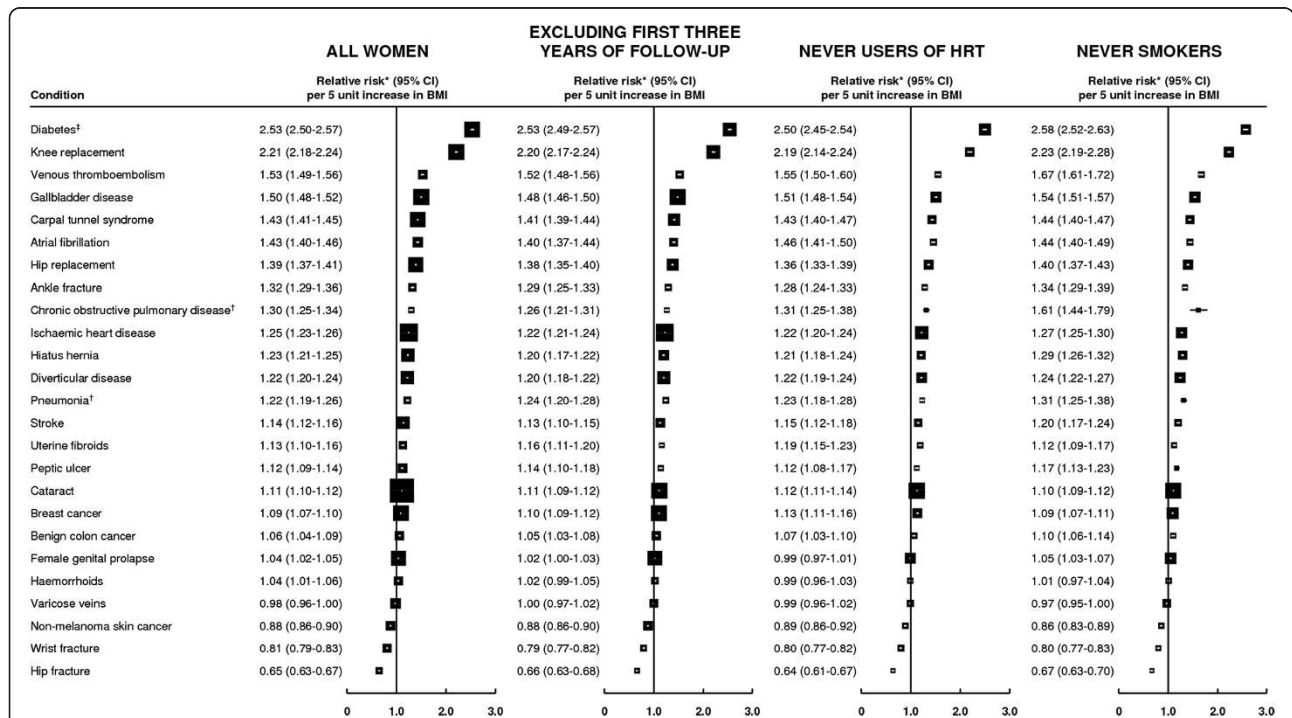 ALL WOMEN
EXCLUDING FIRST THREE
YEARS OF FOLLOW-UP
NEVER USERS OF HRT
NEVER SMOKERS
Condition
Relative risk* (95% CI)
per 5 unit increase in BMI
Relative risk* (95% CI)
per 5 unit increase in BMI
Relative risk* (95% CI)
per 5 unit increase in BMI
Relative risk* (95% CI)
per 5 unit increase in BMI
Diabetes‡ 2.53 (2.50-2.57) 2.53 (2.49-2.57) 2.50 (2.45-2.54) 2.58 (2.52-2.63)
Knee replacement 2.21 (2.18-2.24) 2.20 (2.17-2.24) 2.19 (2.14-2.24) 2.23 (2.19-2.28)
Venous thromboembolism 1.53 (1.49-1.56) 1.52 (1.48-1.56) 1.55 (1.50-1.60) 1.67 (1.61-1.72)
Gallbladder disease 1.50 (1.48-1.52) 1.48 (1.46-1.50) 1.51 (1.48-1.54) 1.54 (1.51-1.57)
Carpal tunnel syndrome 1.43 (1.41-1.45) 1.41 (1.39-1.44) 1.43 (1.40-1.47) 1.44 (1.40-1.47)
Atrial fibrillation 1.43 (1.40-1.46) 1.40 (1.37-1.44) 1.46 (1.41-1.50) 1.44 (1.40-1.49)
Hip replacement 1.39 (1.37-1.41) 1.38 (1.35-1.40) 1.36 (1.33-1.39) 1.40 (1.37-1.43)
Ankle fracture 1.32 (1.29-1.36) 1.29 (1.25-1.33) 1.28 (1.24-1.33) 1.34 (1.29-1.39)
Chronic obstructive pulmonary disease† 1.30 (1.25-1.34) 1.26 (1.21-1.31) 1.31 (1.25-1.38) 1.61 (1.44-1.79)
Ischaemic heart disease 1.25 (1.23-1.26) 1.22 (1.21-1.24) 1.22 (1.20-1.24) 1.27 (1.25-1.30)
Hiatus hernia 1.23 (1.21-1.25) 1.20 (1.17-1.22) 1.21 (1.18-1.24) 1.29 (1.26-1.32)
Diverticular disease 1.22 (1.20-1.24) 1.20 (1.18-1.22) 1.22 (1.19-1.24) 1.24 (1.22-1.27)
Pneumonia† 1.22 (1.19-1.26) 1.24 (1.20-1.28) 1.23 (1.18-1.28) 1.31 (1.25-1.38)
Stroke 1.14 (1.12-1.16) 1.13 (1.10-1.15) 1.15 (1.12-1.18) 1.20 (1.17-1.24)
Uterine fibroids 1.13 (1.10-1.16) 1.16 (1.11-1.20) 1.19 (1.15-1.23) 1.12 (1.09-1.17)
Peptic ulcer 1.12 (1.09-1.14) 1.14 (1.10-1.18) 1.12 (1.08-1.17) 1.17 (1.13-1.23)
Cataract 1.11 (1.10-1.12) 1.11 (1.09-1.12) 1.12 (1.11-1.14) 1.10 (1.09-1.12)
Breast cancer 1.09 (1.07-1.10) 1.10 (1.09-1.12) 1.13 (1.11-1.16) 1.09 (1.07-1.11)
Benign colon cancer 1.06 (1.04-1.09) 1.05 (1.03-1.08) 1.07 (1.03-1.10) 1.10 (1.06-1.14)
Female genital prolapse 1.04 (1.02-1.05) 1.02 (1.00-1.03) 0.99 (0.97-1.01) 1.05 (1.03-1.07)
Haemorrhoids 1.04 (1.01-1.06) 1.02 (0.99-1.05) 0.99 (0.96-1.03) 1.01 (0.97-1.04)
Varicose veins 0.98 (0.96-1.00) 1.00 (0.97-1.02) 0.99 (0.96-1.02) 0.97 (0.95-1.00)
Non-melanoma skin cancer 0.88 (0.86-0.90) 0.88 (0.86-0.90) 0.89 (0.86-0.92) 0.86 (0.83-0.89)
Wrist fracture 0.81 (0.79-0.83) 0.79 (0.77-0.82) 0.80 (0.77-0.82) 0.80 (0.77-0.83)
Hip fracture 0.65 (0.63-0.67) 0.66 (0.63-0.68) 0.64 (0.61-0.67) 0.67 (0.63-0.70)
0 1.0 2.0 3.0 0 1.0 2.0 3.0 0 1.0 2.0 3.0 0 1.0 2.0 3.0